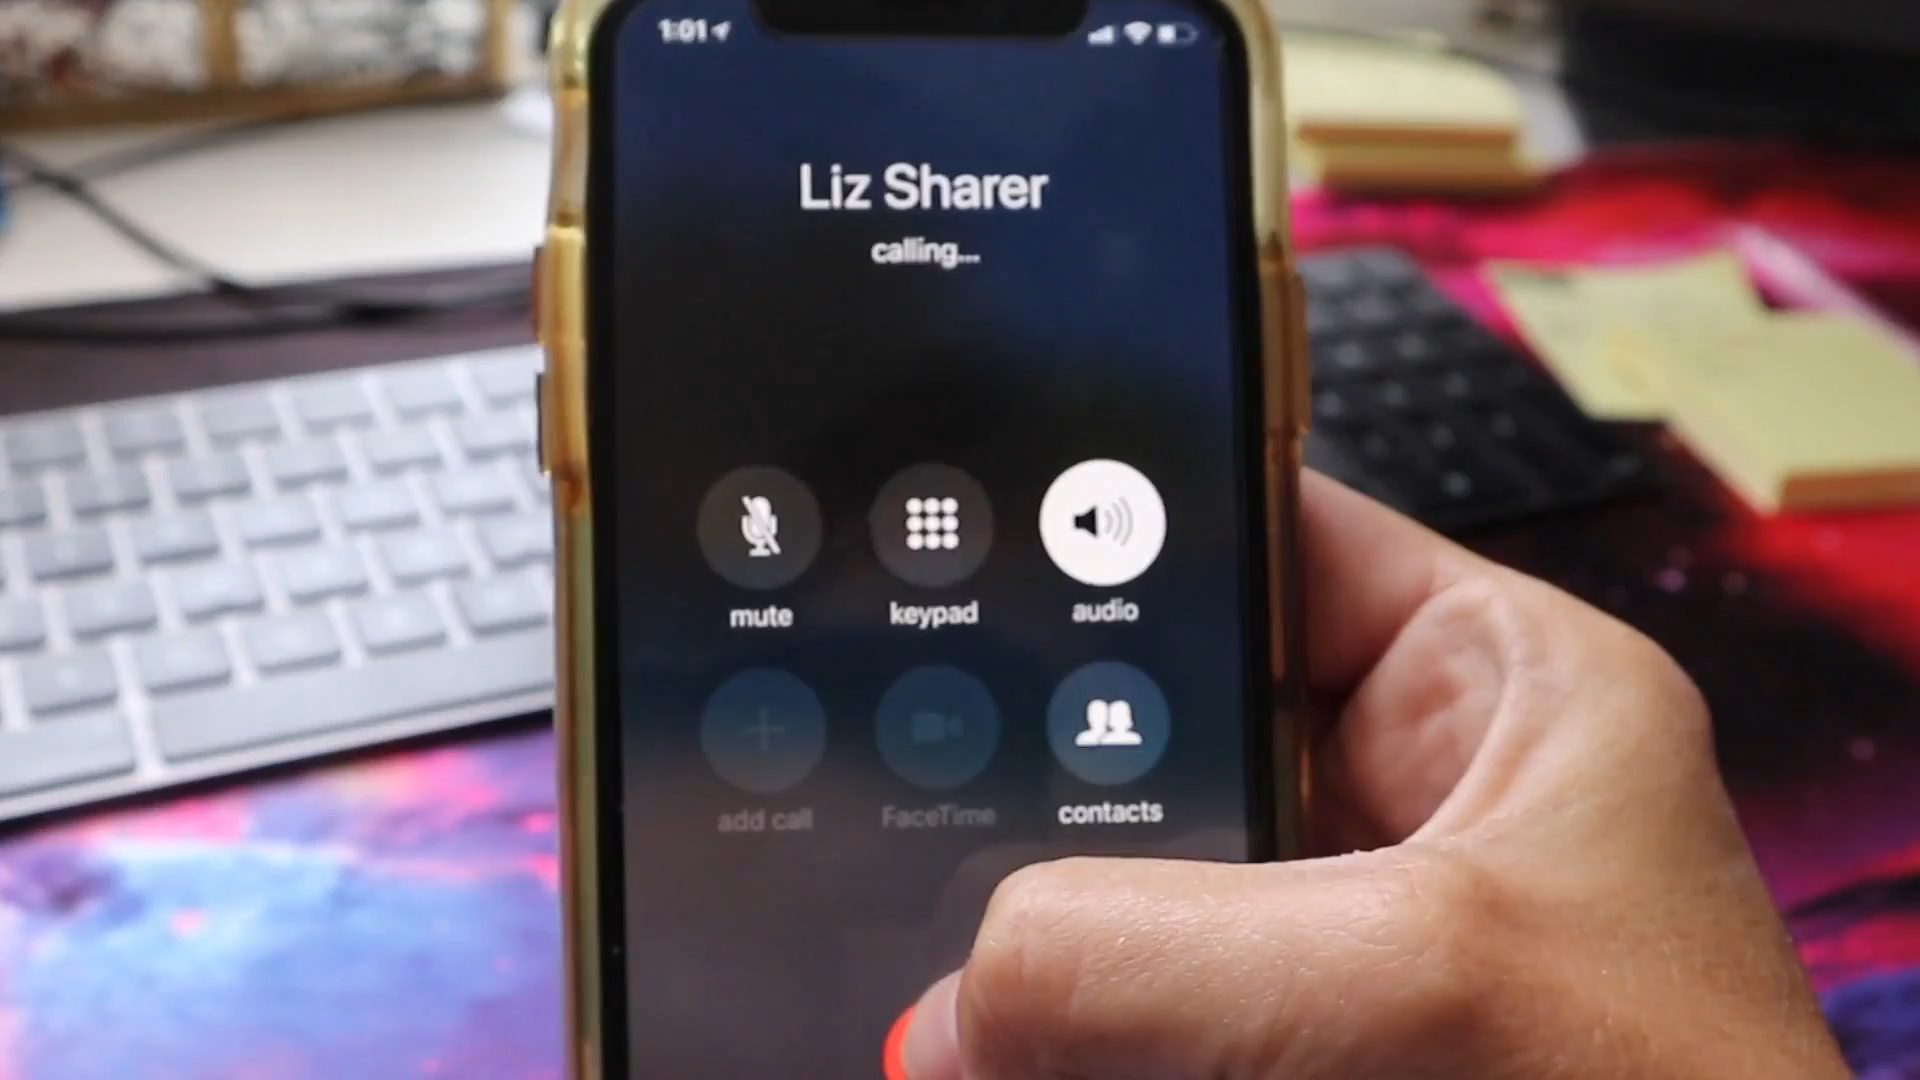 1:01
Liz Sharer
calling...
mute keypad audio
add call FaceTime contacts